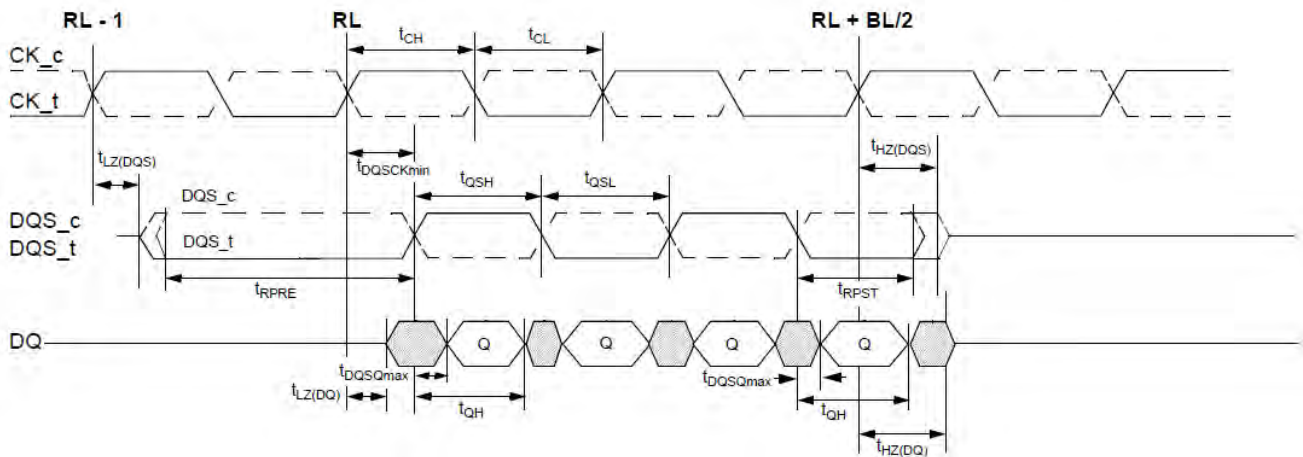 RL - 1 RL RL + BL/2
tCH tCL
CK_c
CK_t
tLZ(DQS) tDQSCKmin tHZ(DQS)
tQSH tQSL
DQS_c
DQS_c
DQS_t DQS_t
tRPRE tRPST
DQ Q Q Q Q
tDQSQmax tDQSQmax
tLZ(DQ) tQH tQH
tHZ(DQ)